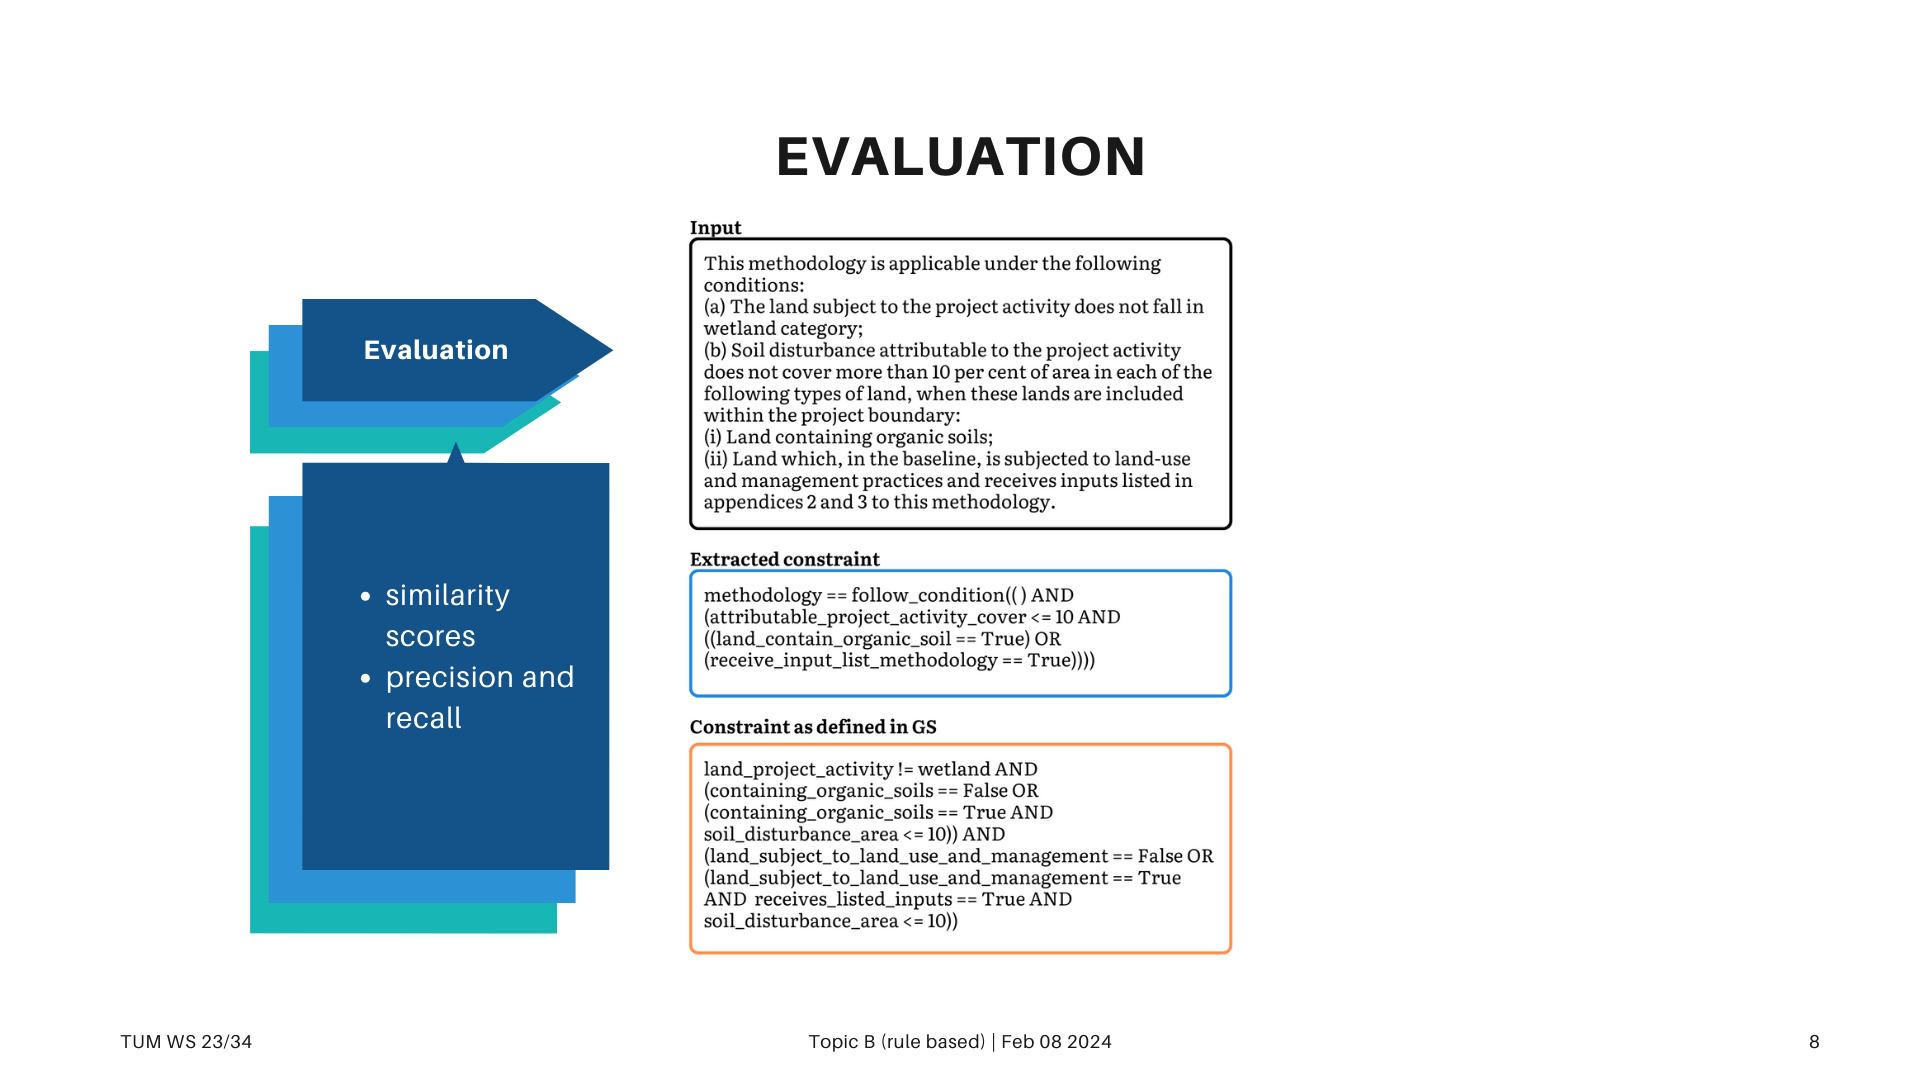 EVALUATION
Evaluation
• similarity
scores
• precision and
recall
Input
This methodology is applicable under the following
conditions:
(a) The land subject to the project activity does not fall in
wetland category;
(b) Soil disturbance attributable to the project activity
does not cover more than 10 per cent of area in each of the
following types of land, when these lands are included
within the project boundary:
(i) Land containing organic soils;
(ii) Land which, in the baseline, is subjected to land-use
and management practices and receives inputs listed in
appendices 2 and 3 to this methodology.
Extracted constraint
methodology == follow_condition(( ) AND
(attributable_project_activity_cover <= 10 AND
((land_contain_organic_soil == True) OR
(receive_input_list_methodology == True))))
Constraint as defined in GS
land_project_activity != wetland AND
(containing_organic_soils == False OR
(containing_organic_soils == True AND
soil_disturbance_area <= 10)) AND
(land_subject_to_land_use_and_management == False OR
(land_subject_to_land_use_and_management == True
AND receives_listed_inputs == True AND
soil_disturbance_area <= 10))
TUM WS 23/34
Topic B (rule based) | Feb 08 2024
8